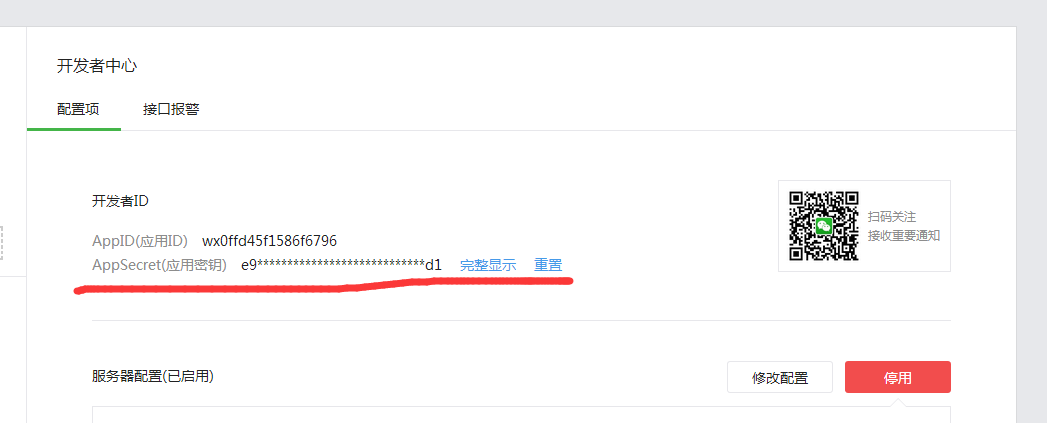 开发者中心
配置项 接口报警
开发者ID
AppID(应用ID) wx0ffd45f1586f6796
AppSecret(应用密钥) e9****************************d1 完整显示 重置
扫码关注
接收重要通知
服务器配置(已启用) 修改配置 停用